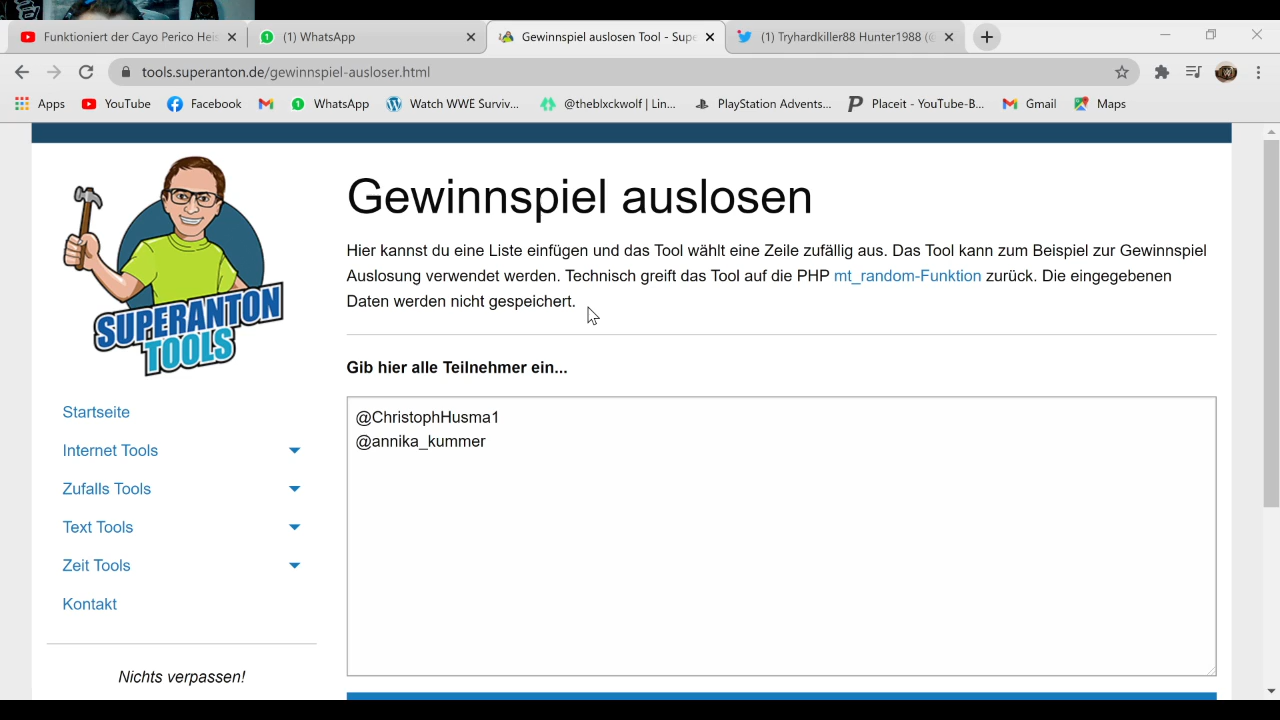 Funktioniert der Cayo Perico Heis
(1) WhatsApp
Gewinnspiel auslosen Tool - Supe
(1) Tryhardkiller88 Hunter1988 (@
tools.superanton.de/gewinnspiel-ausloser.html
Apps
YouTube
Facebook
WhatsApp
Watch WWE Surviv...
@theblxckwolf | Lin...
PlayStation Advents...
Placeit - YouTube-B...
Gmail
Maps
SUPERANTON
TOOLS
Gewinnspiel auslosen
Hier kannst du eine Liste einfügen und das Tool wählt eine Zeile zufällig aus. Das Tool kann zum Beispiel zur Gewinnspiel
Auslosung verwendet werden. Technisch greift das Tool auf die PHP mt_random-Funktion zurück. Die eingegebenen
Daten werden nicht gespeichert.
Gib hier alle Teilnehmer ein...
@ChristophHusma1
@annika_kummer
Startseite
Internet Tools
Zufalls Tools
Text Tools
Zeit Tools
Kontakt
Nichts verpassen!